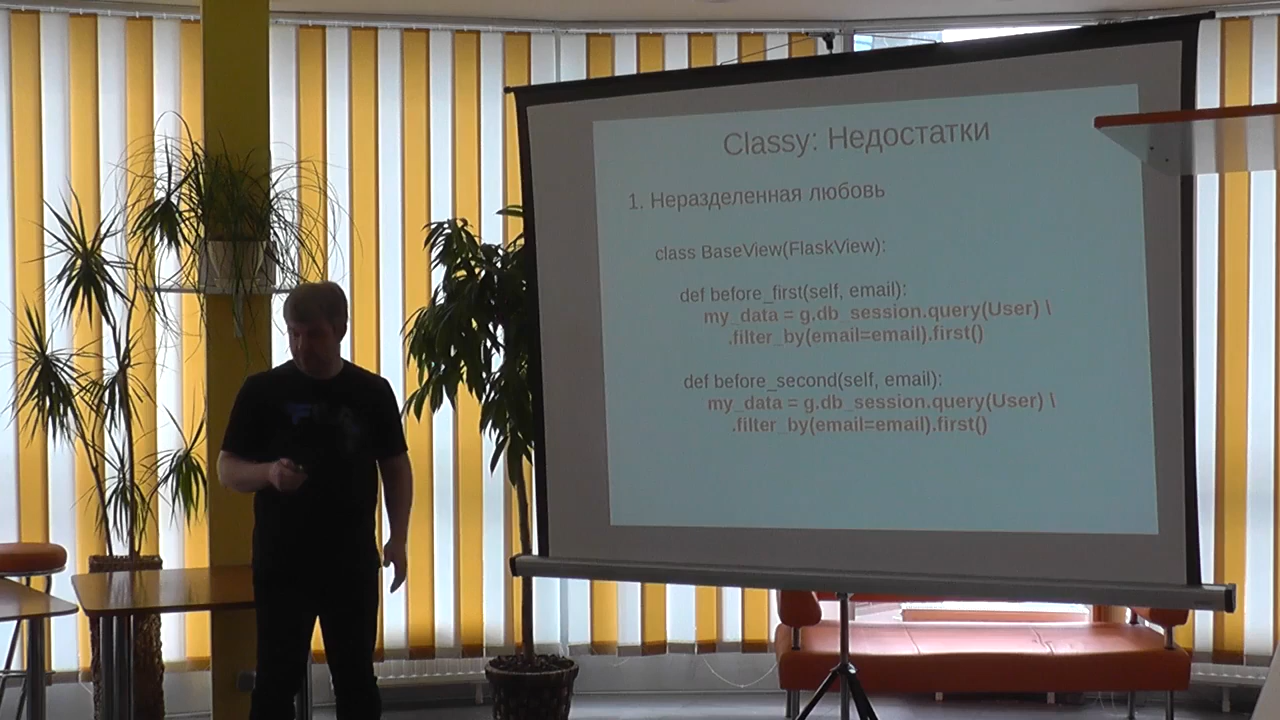 Classy: Недостатки
1. Неразделенная любовь
class BaseView(FlaskView):
def before_first(self, email):
my_data = g.db_session.query(User) \
.filter_by(email=email).first()
def before_second(self, email):
my_data = g.db_session.query(User) \
.filter_by(email=email).first()